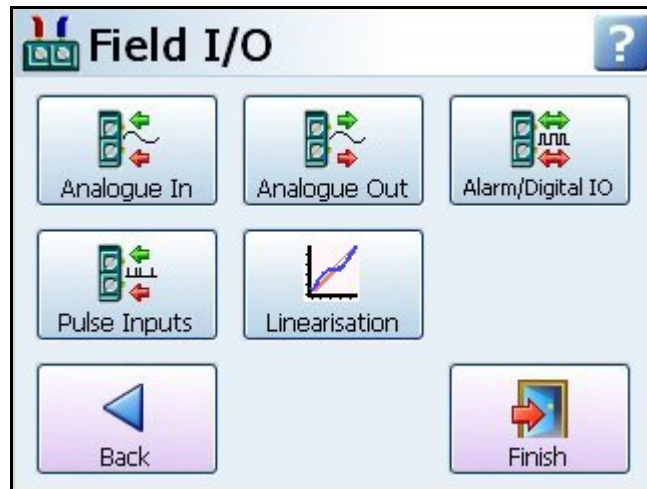 Field I/O
?
Analogue In
Analogue Out
Alarm/Digital IO
Pulse Inputs
Linearisation
Back
Finish